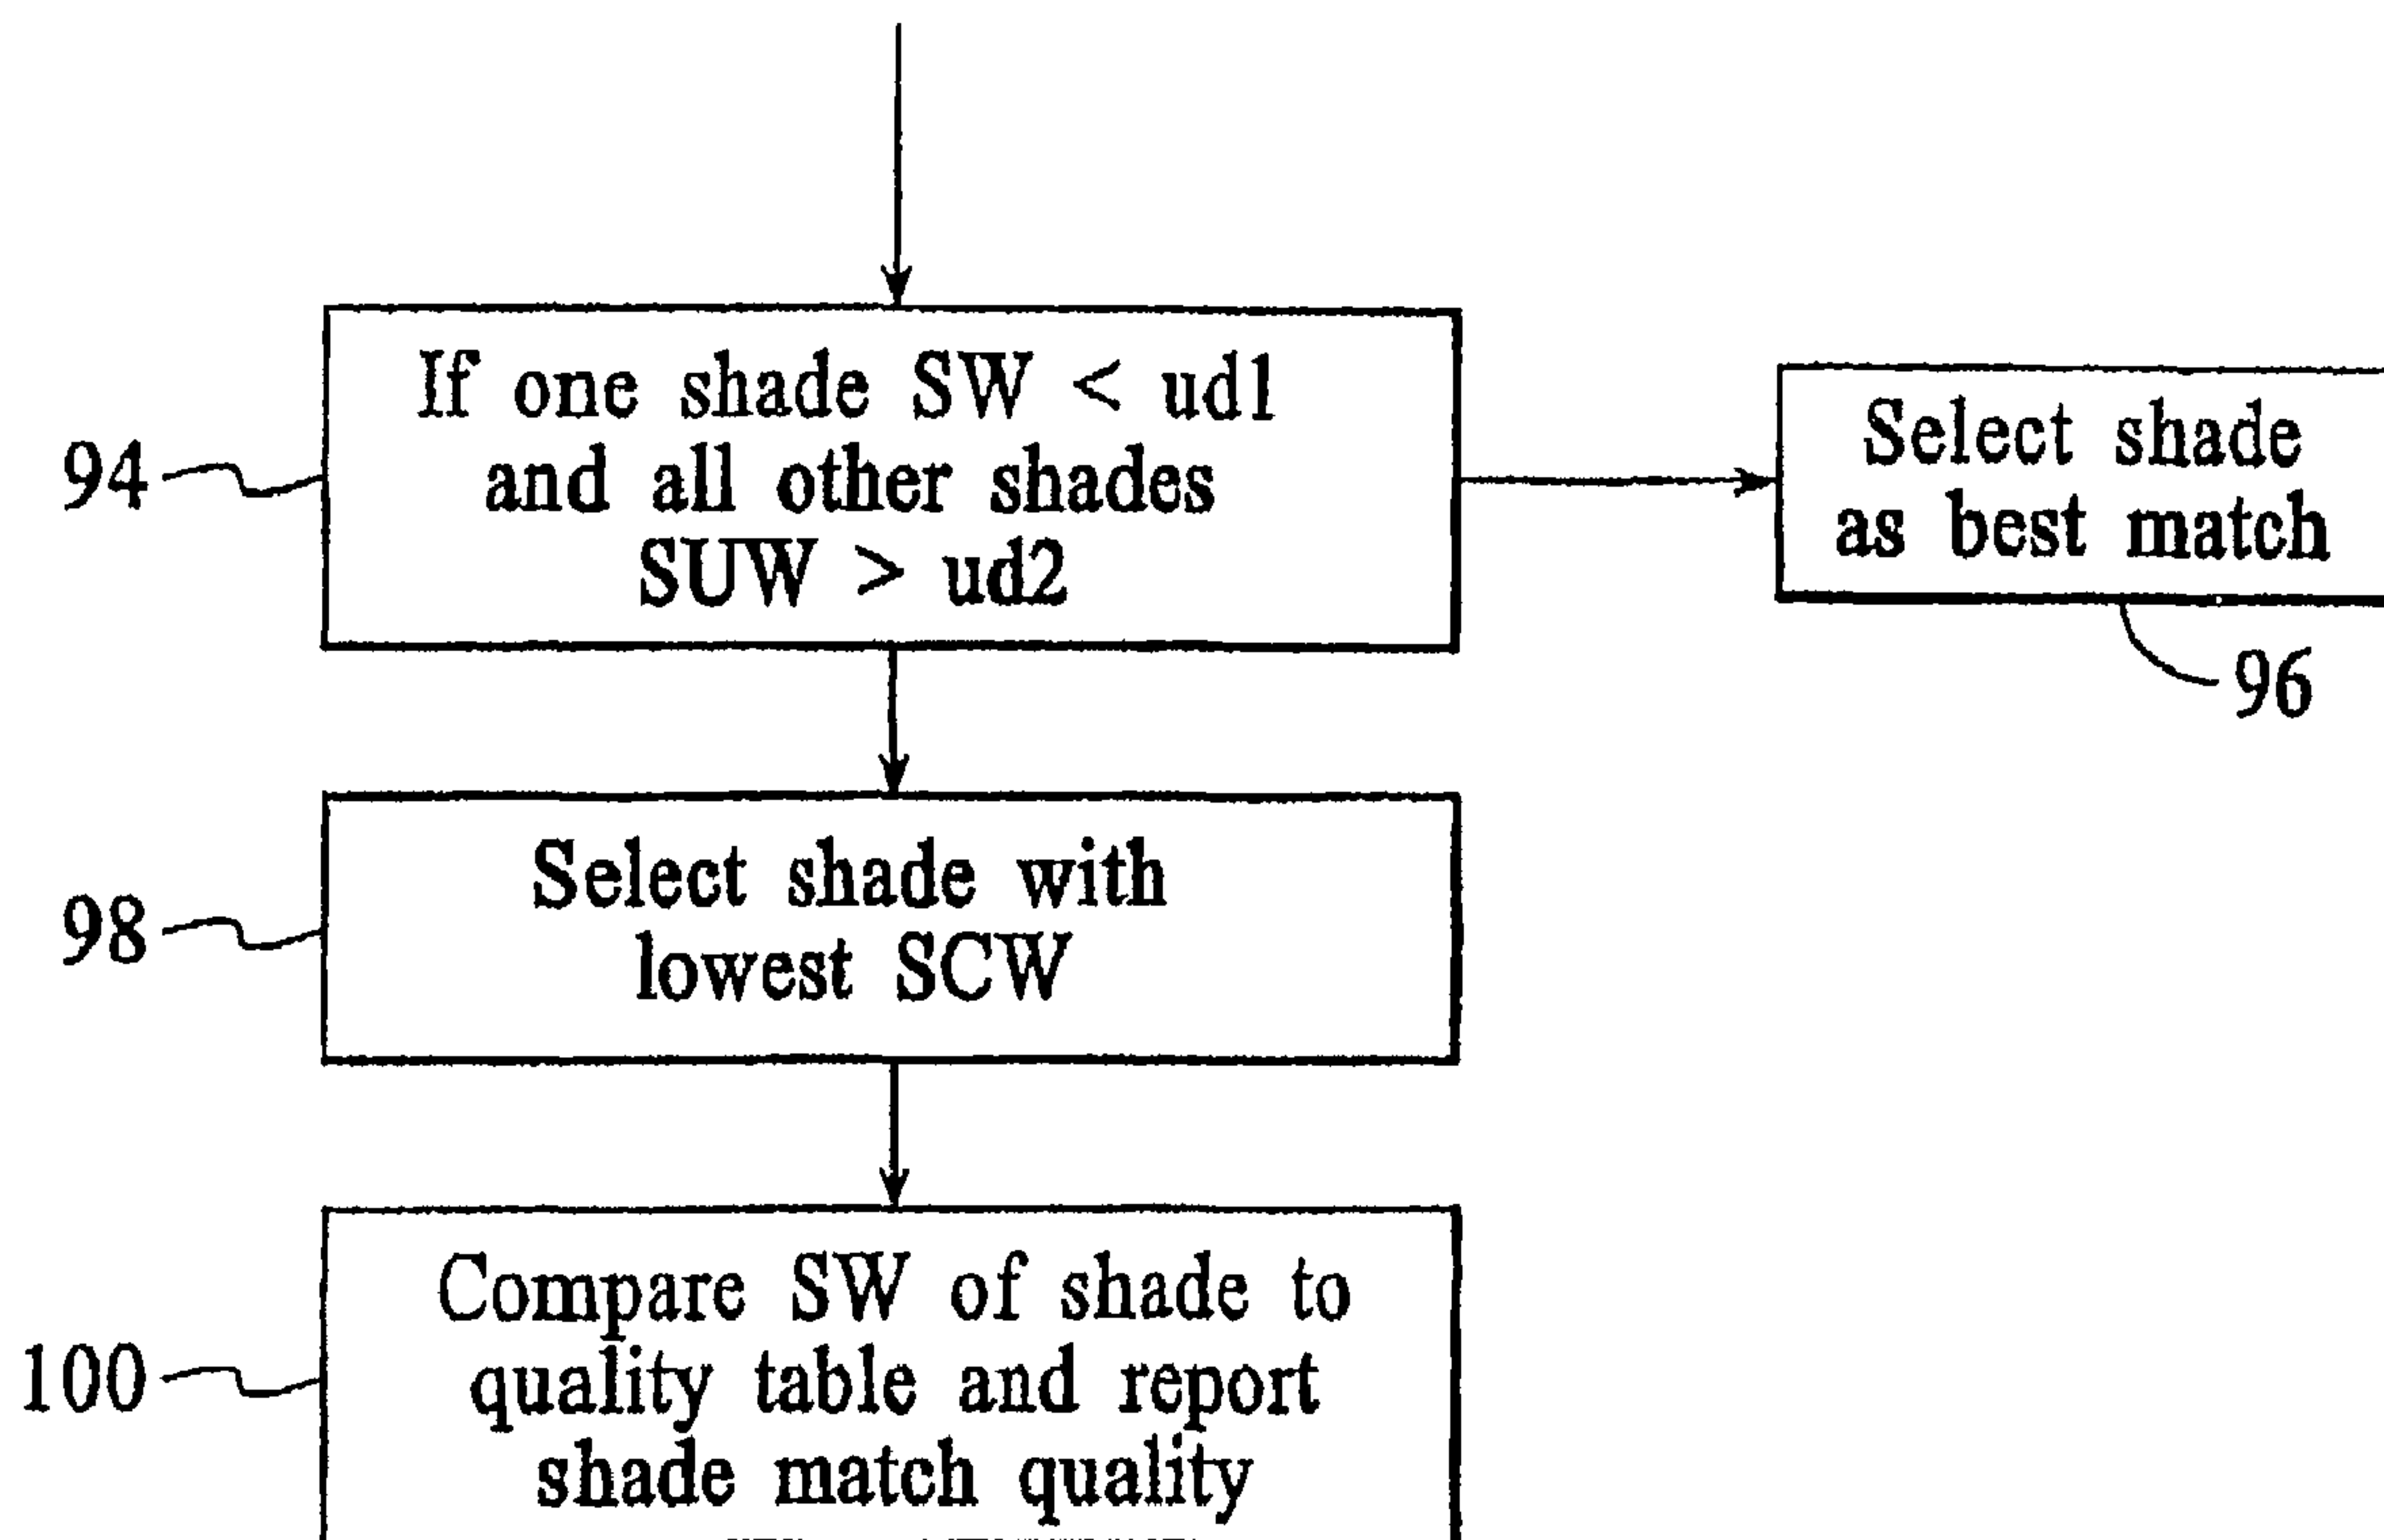 94
If one shade SW < ud1
and all other shades
SUW > ud2
Select shade
as best match
96
98
Select shade with
lowest SCW
100
Compare SW of shade to
quality table and report
shade match quality